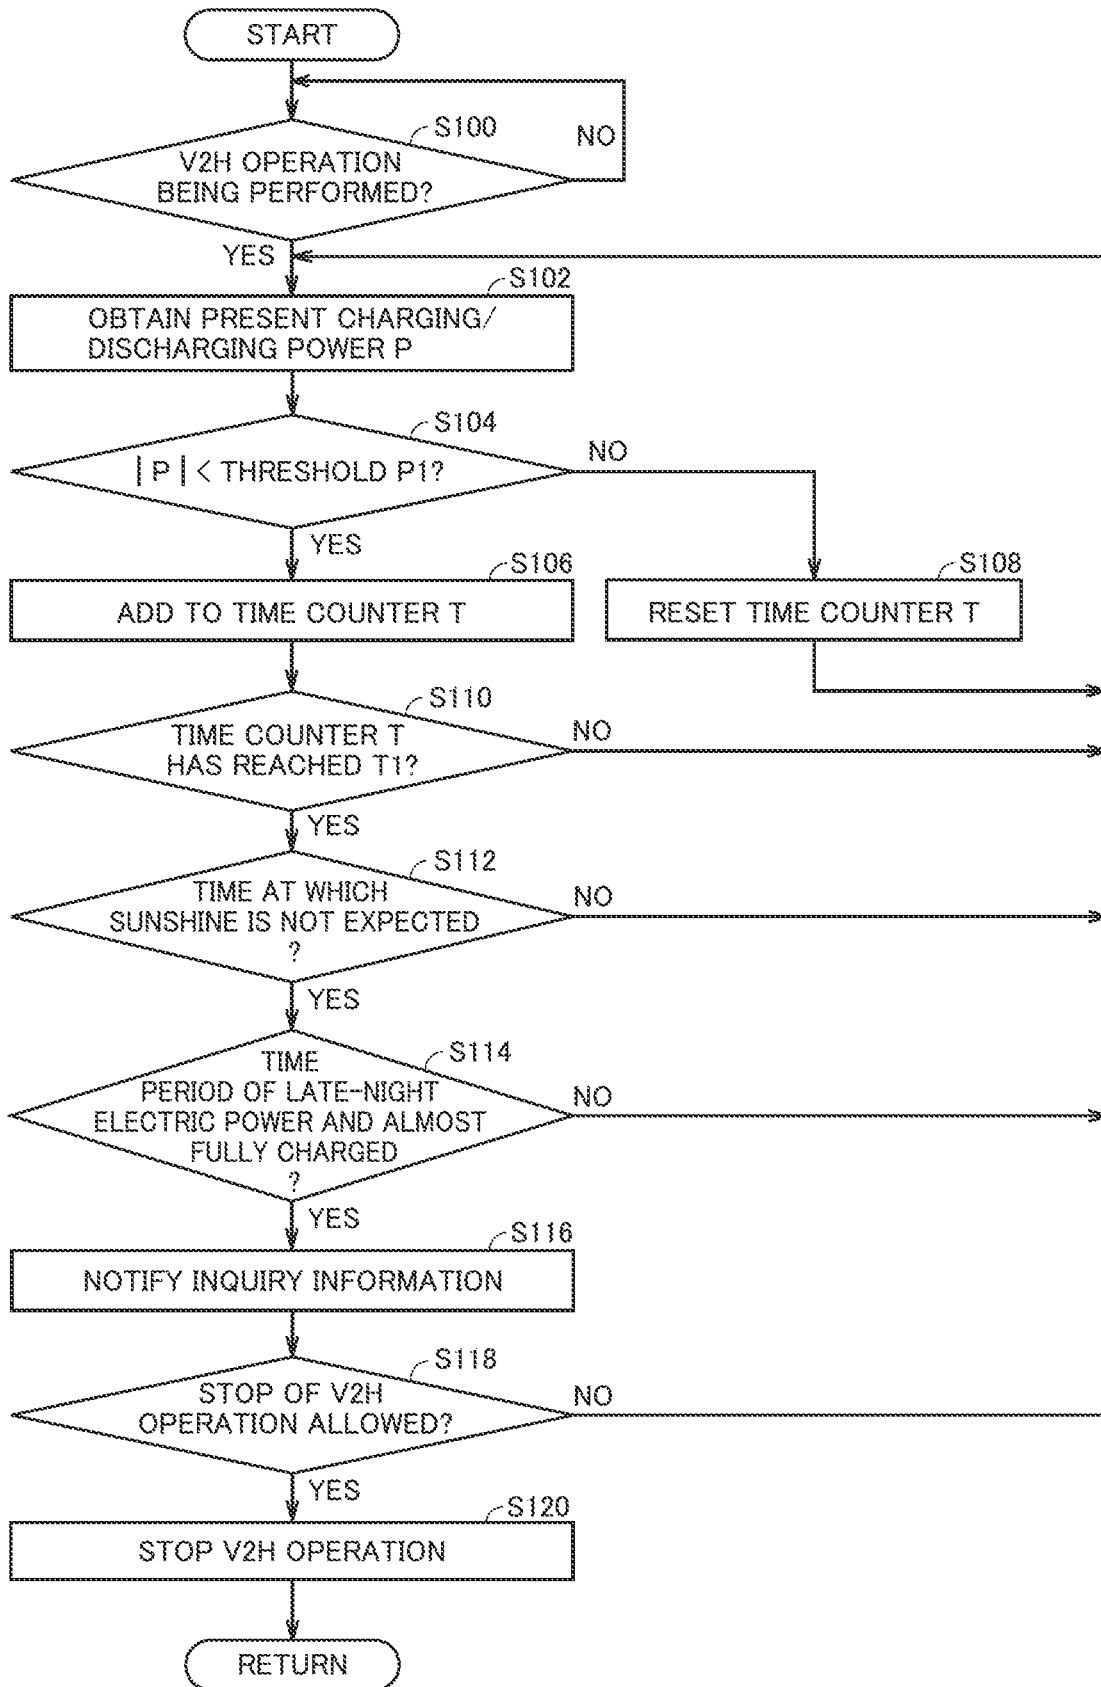 START
S100
NO
V2H OPERATION
BEING PERFORMED?
YES
S102
OBTAIN PRESENT CHARGING/
DISCHARGING POWER P
S104
NO
| P | < THRESHOLD P1?
YES
S106
S108
ADD TO TIME COUNTER T
RESET TIME COUNTER T
S110
NO
TIME COUNTER T
HAS REACHED T1?
YES
S112
NO
TIME AT WHICH
SUNSHINE IS NOT EXPECTED
?
YES
S114
NO
TIME
PERIOD OF LATE-NIGHT
ELECTRIC POWER AND ALMOST
FULLY CHARGED
?
YES
S116
NOTIFY INQUIRY INFORMATION
S118
NO
STOP OF V2H
OPERATION ALLOWED?
YES
S120
STOP V2H OPERATION
RETURN